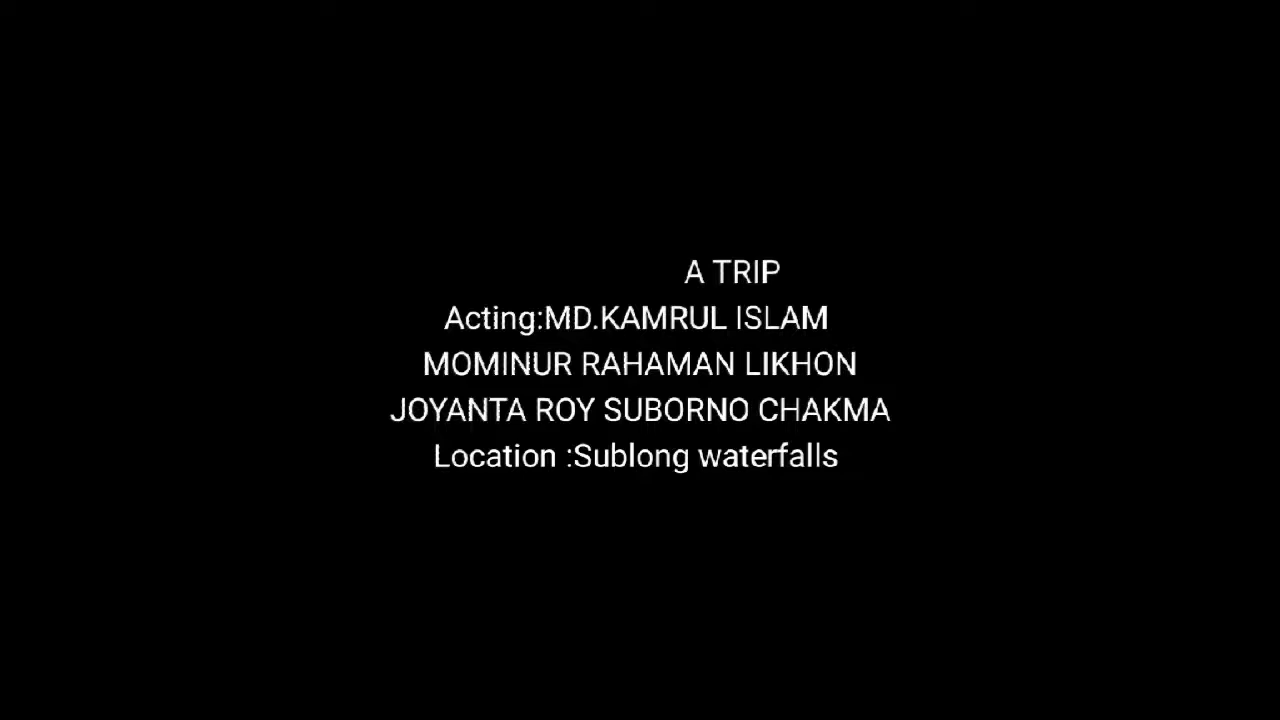 A TRIP
Acting:MD.KAMRUL ISLAM
MOMINUR RAHAMAN LIKHON
JOYANTA ROY SUBORNO CHAKMA
Location :Sublong waterfalls